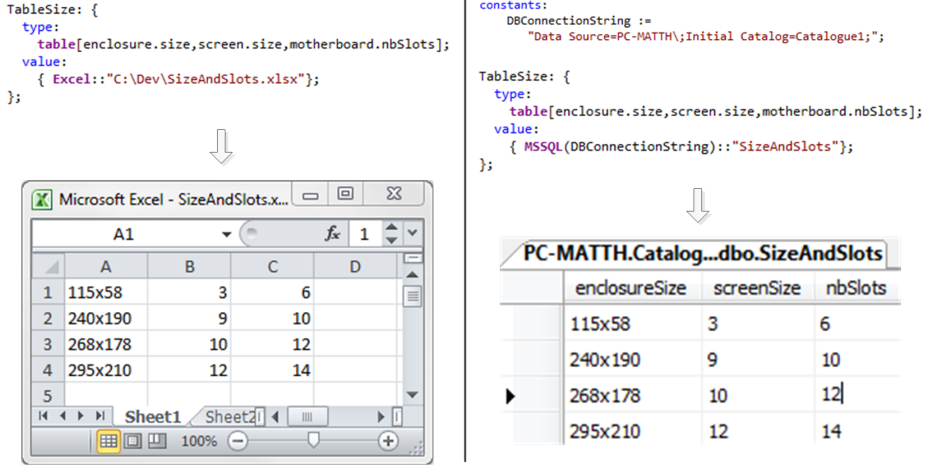 TableSize: {
type:
table[enclosure.size,screen.size,motherboard.nbSlots];
value:
{ Excel::"C:\Dev\SizeAndSlots.xlsx"};
};
Microsoft Excel - SizeAndSlots.x...
A1 fx 1
A B C D
1 115x58 3 6
2 240x190 9 10
3 268x178 10 12
4 295x210 12 14
5
Sheet1 Sheet2
100%
constants:
DBConnectionString :=
"Data Source=PC-MATTH\;Initial Catalog=Catalogue1;";
TableSize: {
type:
table[enclosure.size,screen.size,motherboard.nbSlots];
value:
{ MSSQL(DBConnectionString)::"SizeAndSlots"};
};
PC-MATTH.Catalog...dbo.SizeAndSlots
enclosureSize screenSize nbSlots
115x58 3 6
240x190 9 10
268x178 10 12
295x210 12 14